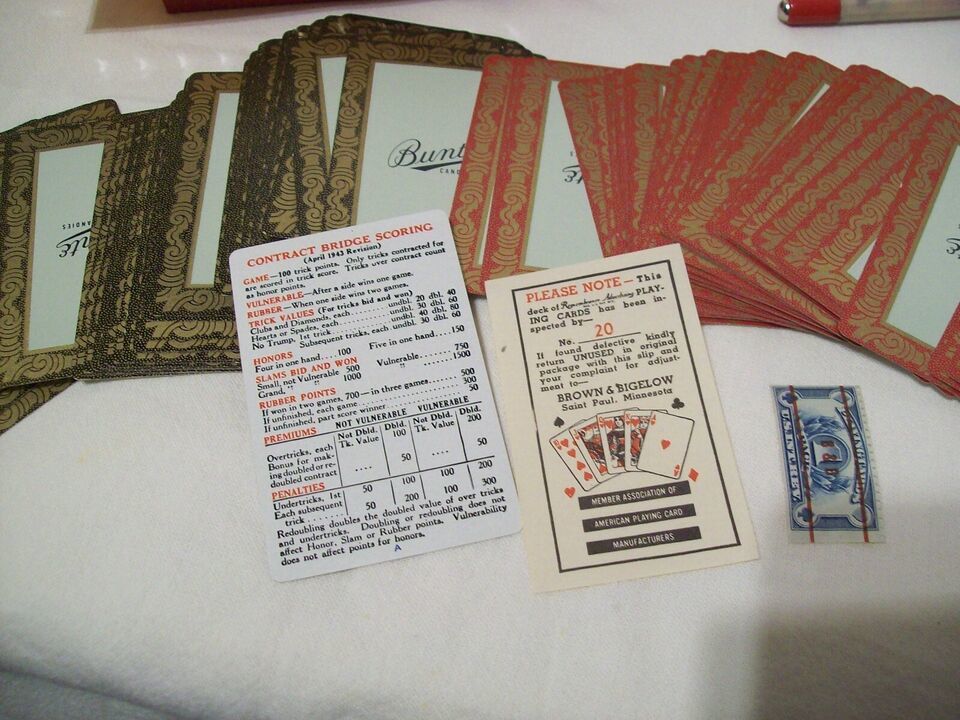 Bunte
CANDIES
te
CANDIES
CONTRACT BRIDGE SCORING
(April 1943 Revision)
GAME—100 trick points. Only tricks contracted for
are scored in trick score. Tricks over contract count
as honor points.
VULNERABLE—After a side wins one game.
RUBBER—When one side wins two games.
TRICK VALUES (For tricks bid and won)
Clubs and Diamonds, each........undbl. 20 dbl. 40
Hearts or Spades, each........undbl. 30 dbl. 60
No Trump, 1st trick........undbl. 40 dbl. 80
Subsequent tricks, each undbl. 30 dbl. 60
HONORS
Four in one hand....100 Five in one hand....150
SLAMS BID AND WON
Small, not Vulnerable 500 Vulnerable........750
Grand, " " 1000 " ........1500
RUBBER POINTS
If won in two games, 700—in three games........500
If unfinished, each game........300
If unfinished, part score winner........50
PREMIUMS NOT VULNERABLE VULNERABLE
Not Dbld. Dbld. Not Dbld. Dbld.
Overtricks, each Tk. Value 100 Tk. Value 200
Bonus for mak-
ing doubled or re-
doubled contract .... 50 .... 50
PENALTIES
Undertricks, 1st 50 100 100 200
Each subsequent
trick........ 50 200 100 300
Redoubling doubles the doubled value of over tricks
and undertricks. Doubling or redoubling does not
affect Honor, Slam or Rubber points. Vulnerability
does not affect points for honors.
A
PLEASE NOTE—This
deck of Remembrance Advertising PLAY-
ING CARDS has been in-
spected by—
No. 20
If found defective kindly
return UNUSED in original
package with this slip and
your complaint for adjust-
ment to—
BROWN & BIGELOW
Saint Paul, Minnesota
MEMBER ASSOCIATION OF
AMERICAN PLAYING CARD
MANUFACTURERS